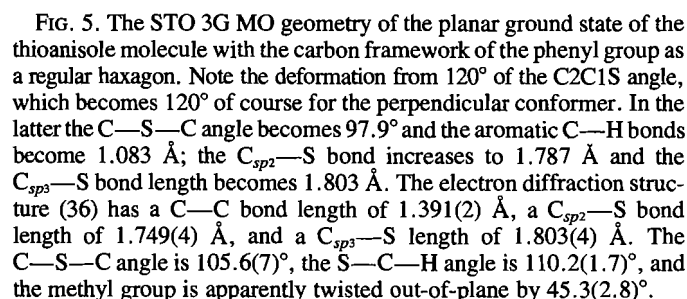 FIG. 5. The STO 3G MO geometry of the planar ground state of the
thioanisole molecule with the carbon framework of the phenyl group as
a regular haxagon. Note the deformation from 120° of the C2C1S angle,
which becomes 120° of course for the perpendicular conformer. In the
latter the C—S—C angle becomes 97.9° and the aromatic C—H bonds
become 1.083 Å; the Csp2—S bond increases to 1.787 Å and the
Csp3—S bond length becomes 1.803 Å. The electron diffraction struc-
ture (36) has a C—C bond length of 1.391(2) Å, a Csp2—S bond
length of 1.749(4) Å, and a Csp3—S length of 1.803(4) Å. The
C—S—C angle is 105.6(7)°, the S—C—H angle is 110.2(1.7)°, and
the methyl group is apparently twisted out-of-plane by 45.3(2.8)°.